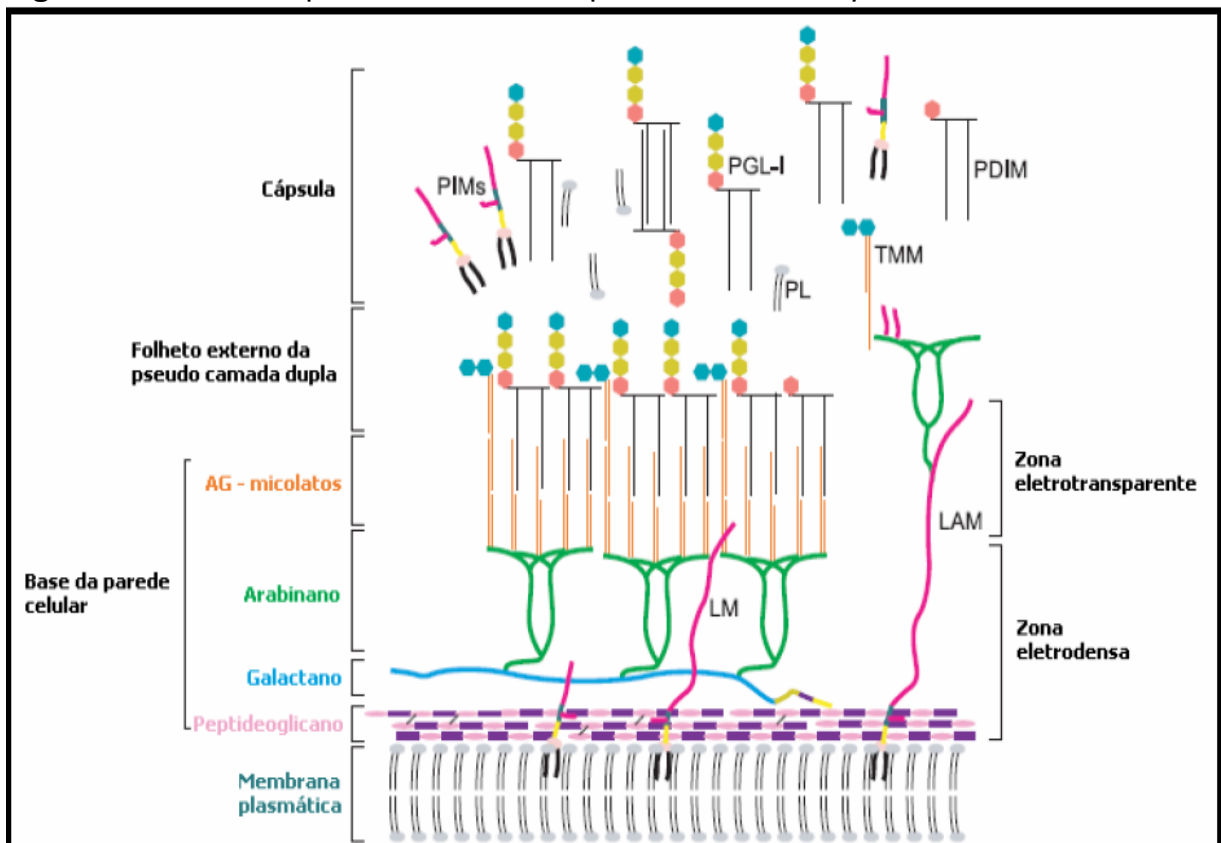 Cápsula
PIMs
PGL-I
PDIM
TMM
PL
Folheto externo da
pseudo camada dupla
AG - micolatos
Zona
eletrotransparente
LAM
Base da parede
celular
Arabinano
LM
Zona
eletrodensa
Galactano
Peptideoglicano
Membrana
plasmática